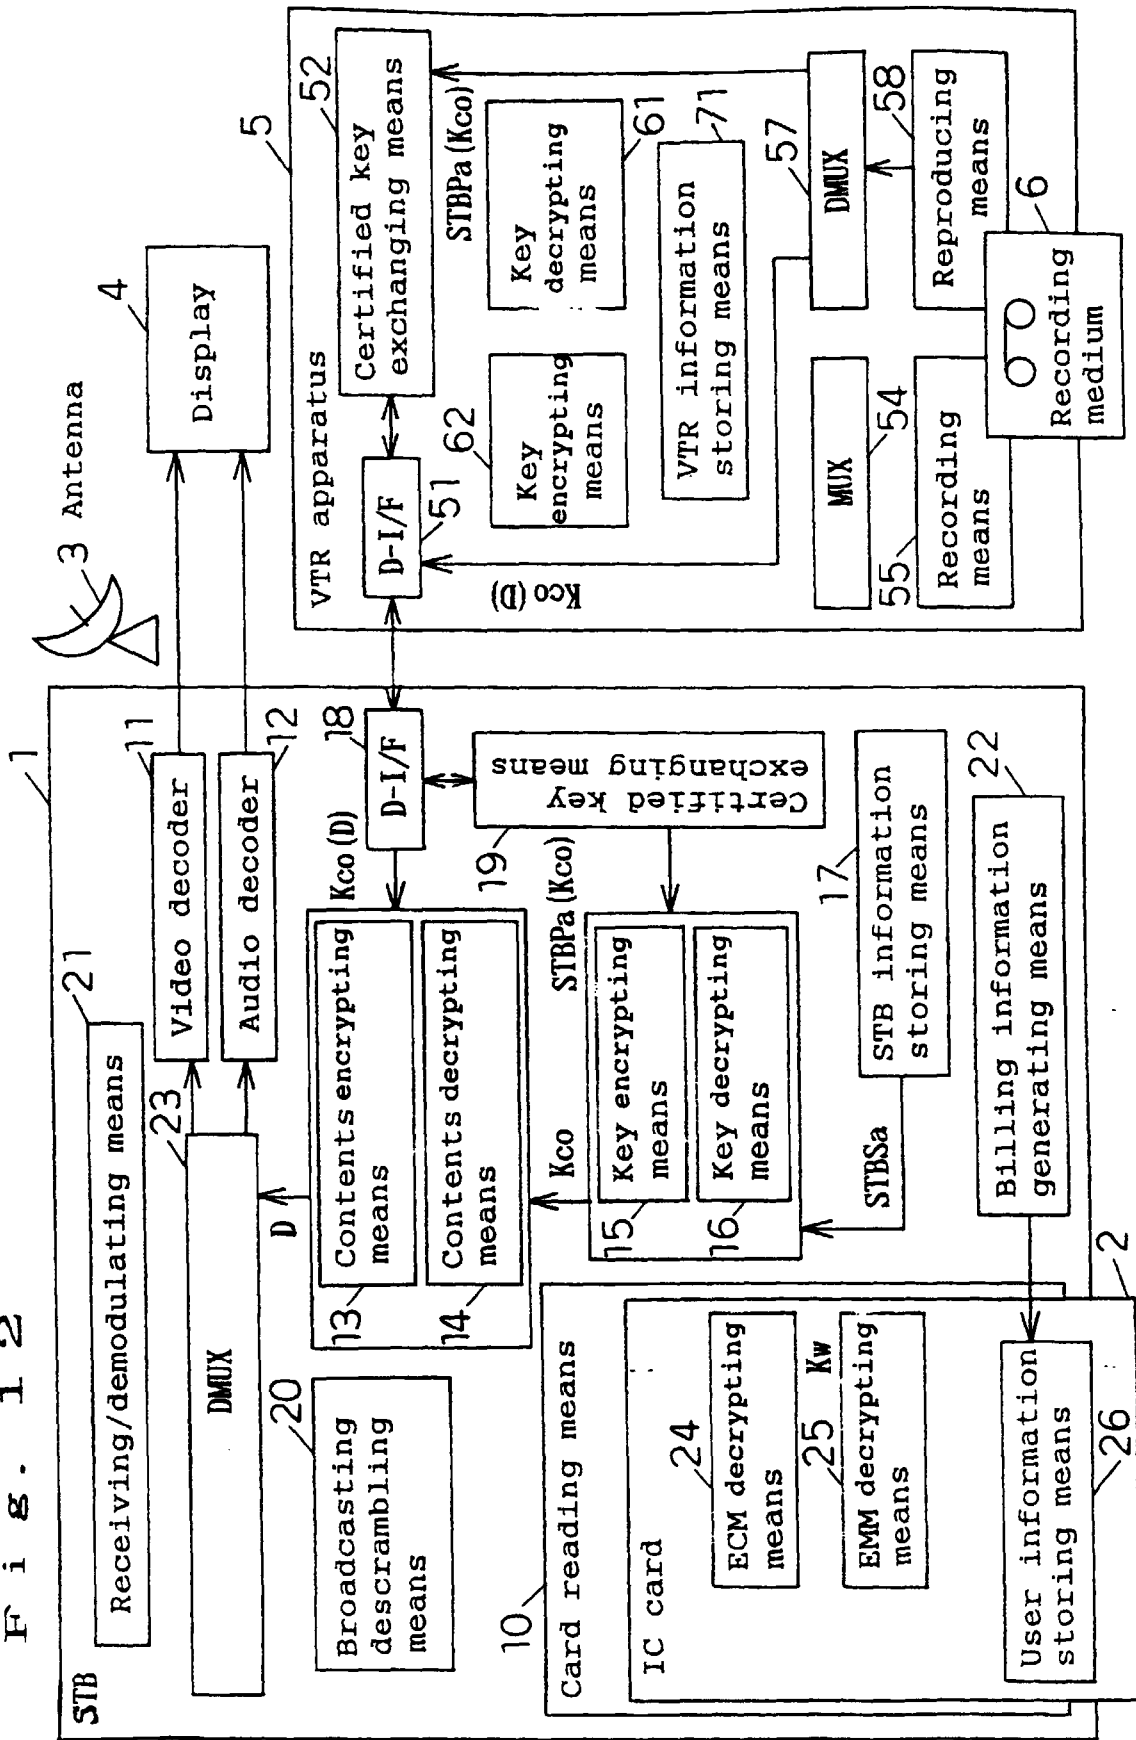 Fig. 12
STB
1
21
Receiving/demodulating means
23
DMUX
11
Video decoder
12
Audio decoder
3
Antenna
4
Display
20
Broadcasting
descrambling
means
D
13
Contents encrypting
means
14
Contents decrypting
means
Kco(D)
18
D-I/F
19
Certified key
exchanging means
STBPa(Kco)
Kco
15
Key encrypting
means
16
Key decrypting
means
17
STB information
storing means
STBSa
22
Billing information
generating means
10
Card reading means
IC card
2
24
ECM decrypting
means
Kw
25
EMM decrypting
means
User information
storing means
26
5
VTR apparatus
52
Certified key
exchanging means
D-I/F
51
STBPa(Kco)
Kco(D)
62
Key
encrypting
means
Key
decrypting
means
61
VTR information
storing means
71
MUX
54
57
DMUX
55
Recording
means
58
Reproducing
means
6
Recording
medium